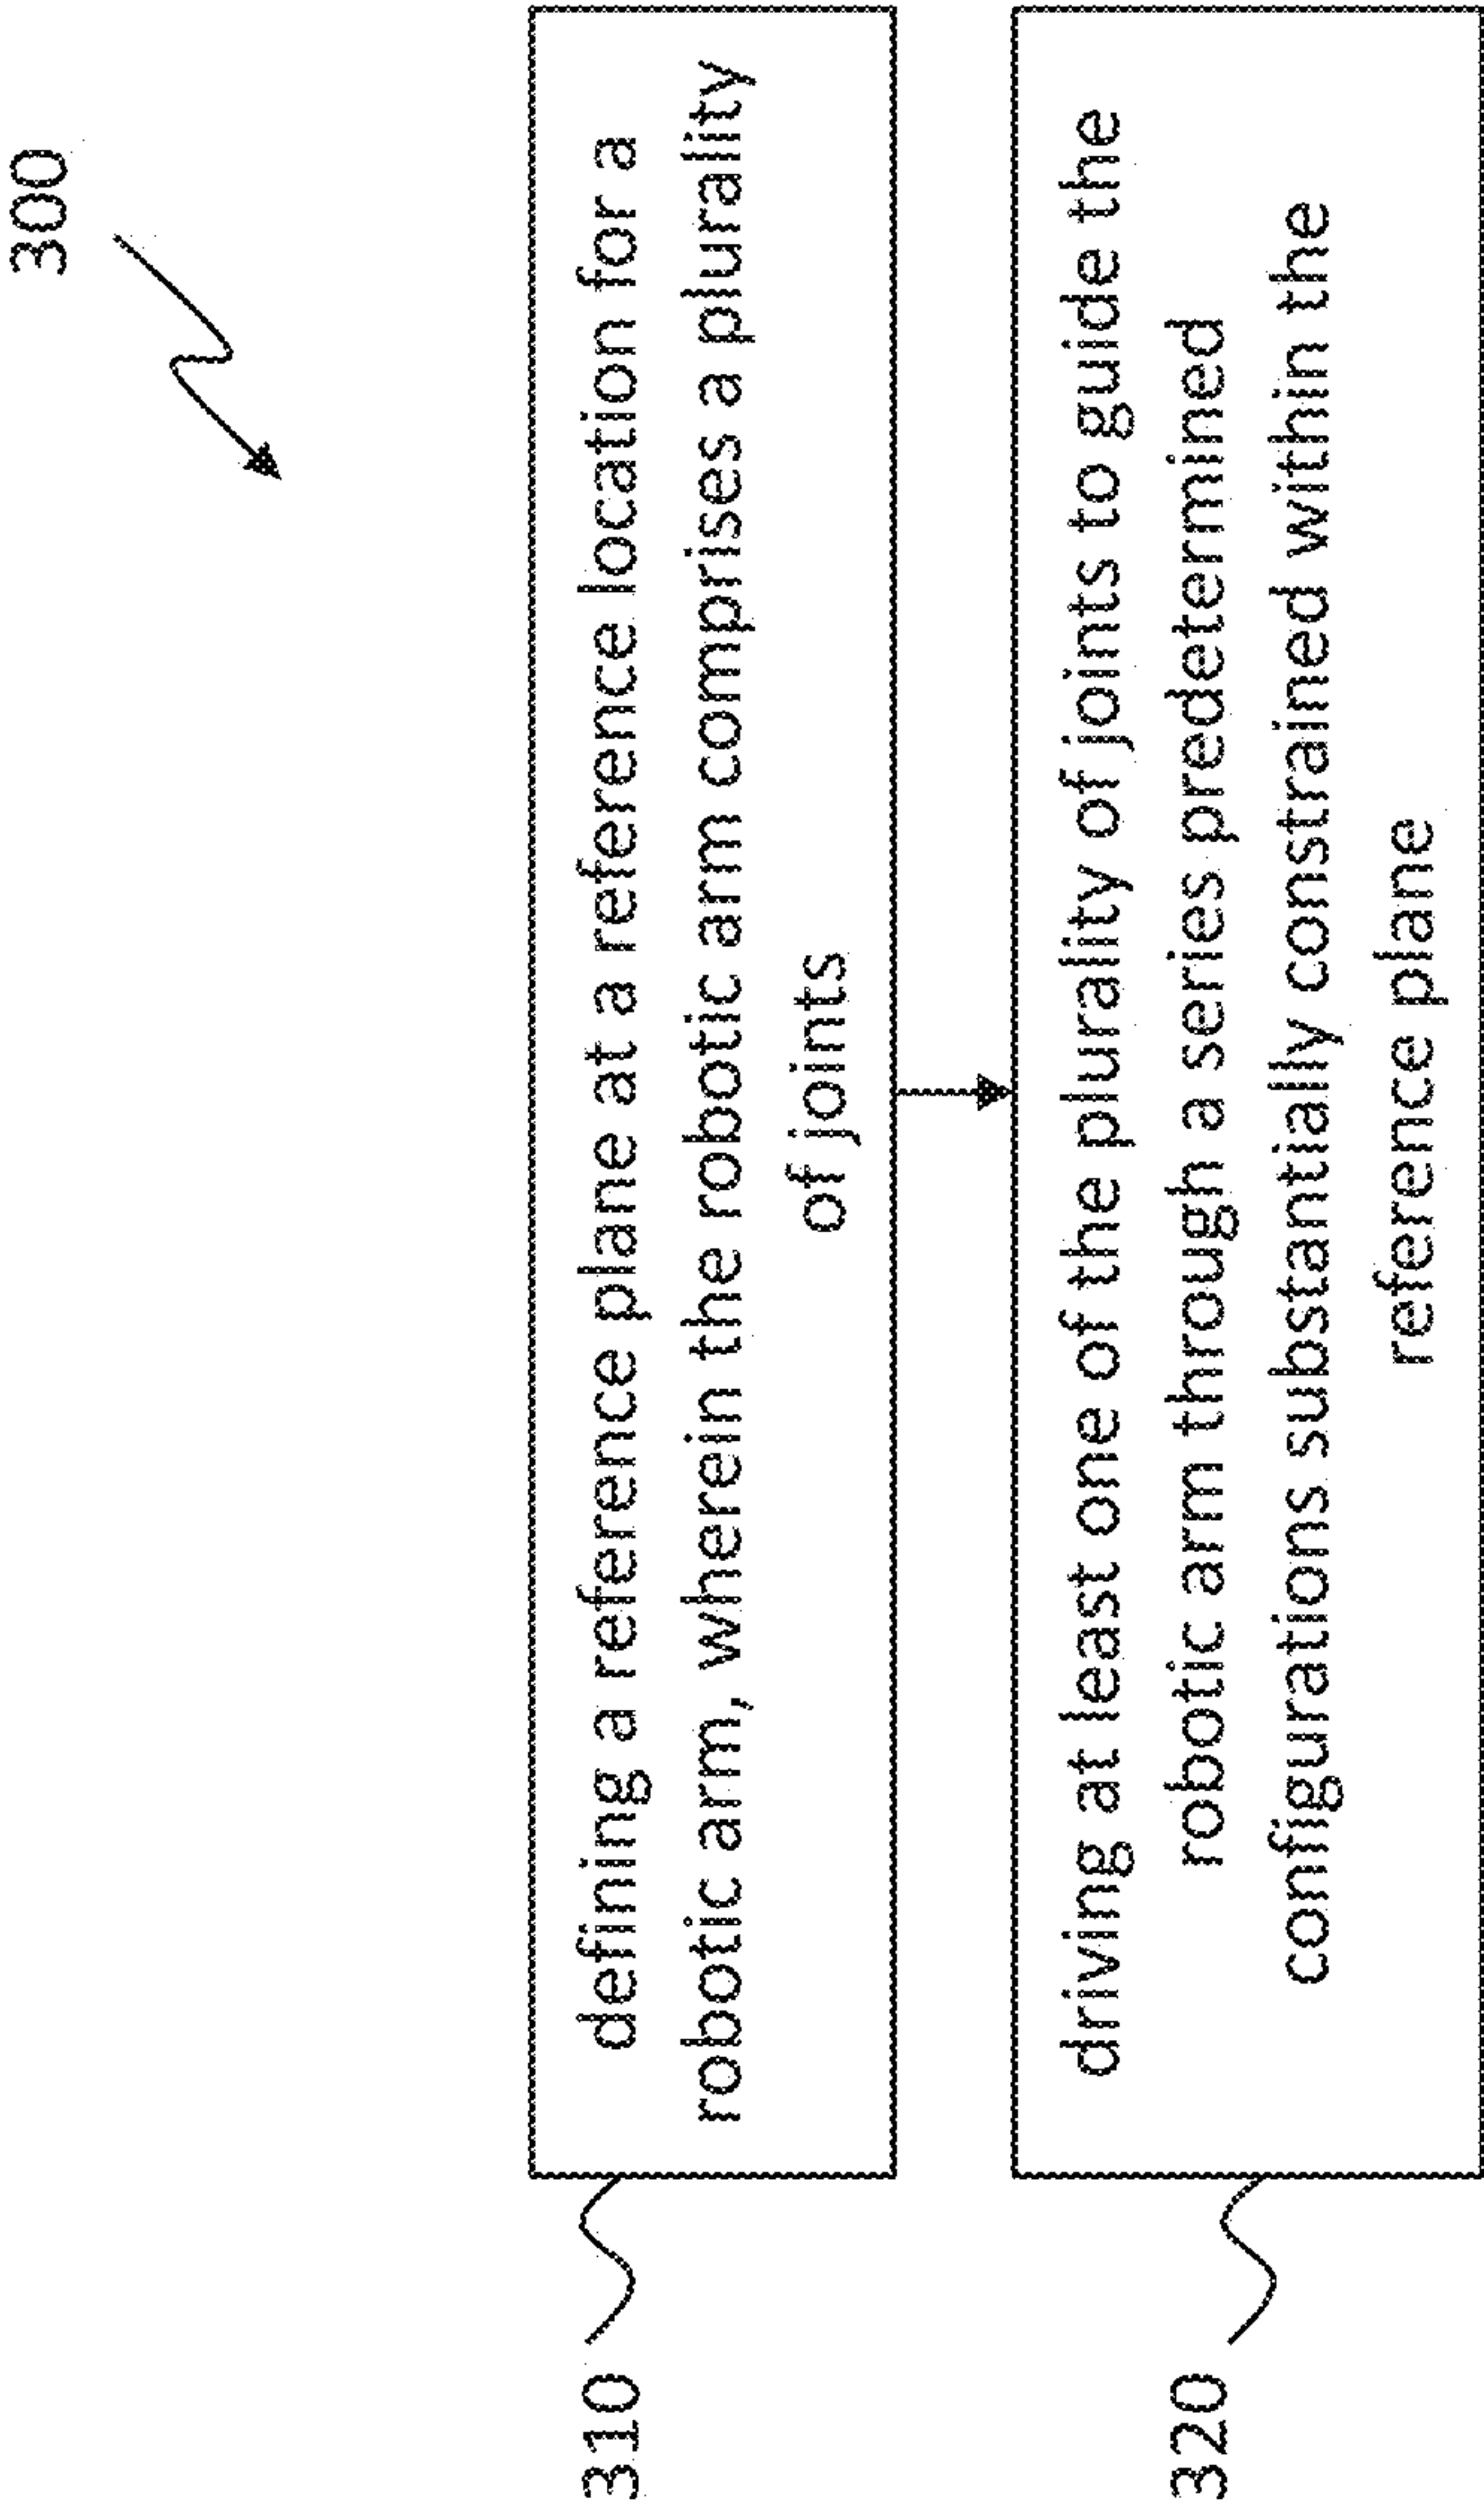 300
310
defining a reference plane at a reference location for a
robotic arm, wherein the robotic arm comprises a plurality
of joints
320
driving at least one of the plurality of joints to guide the
robotic arm through a series predetermined
configurations substantially constrained within the
reference plane